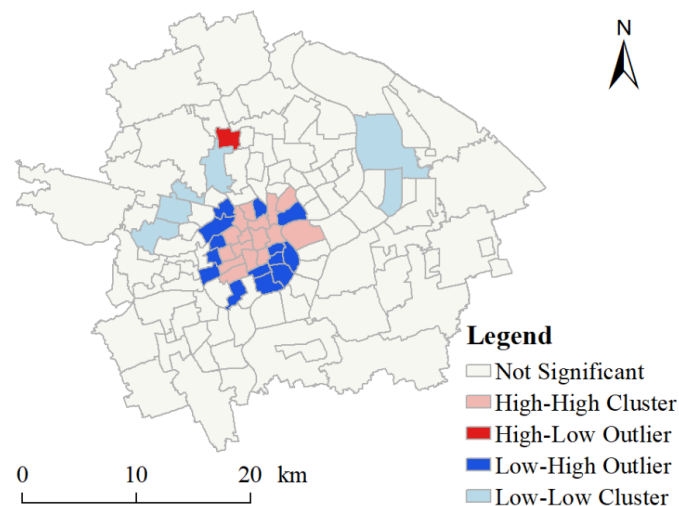 N
Legend
Not Significant
High-High Cluster
High-Low Outlier
Low-High Outlier
Low-Low Cluster
0 10 20 km